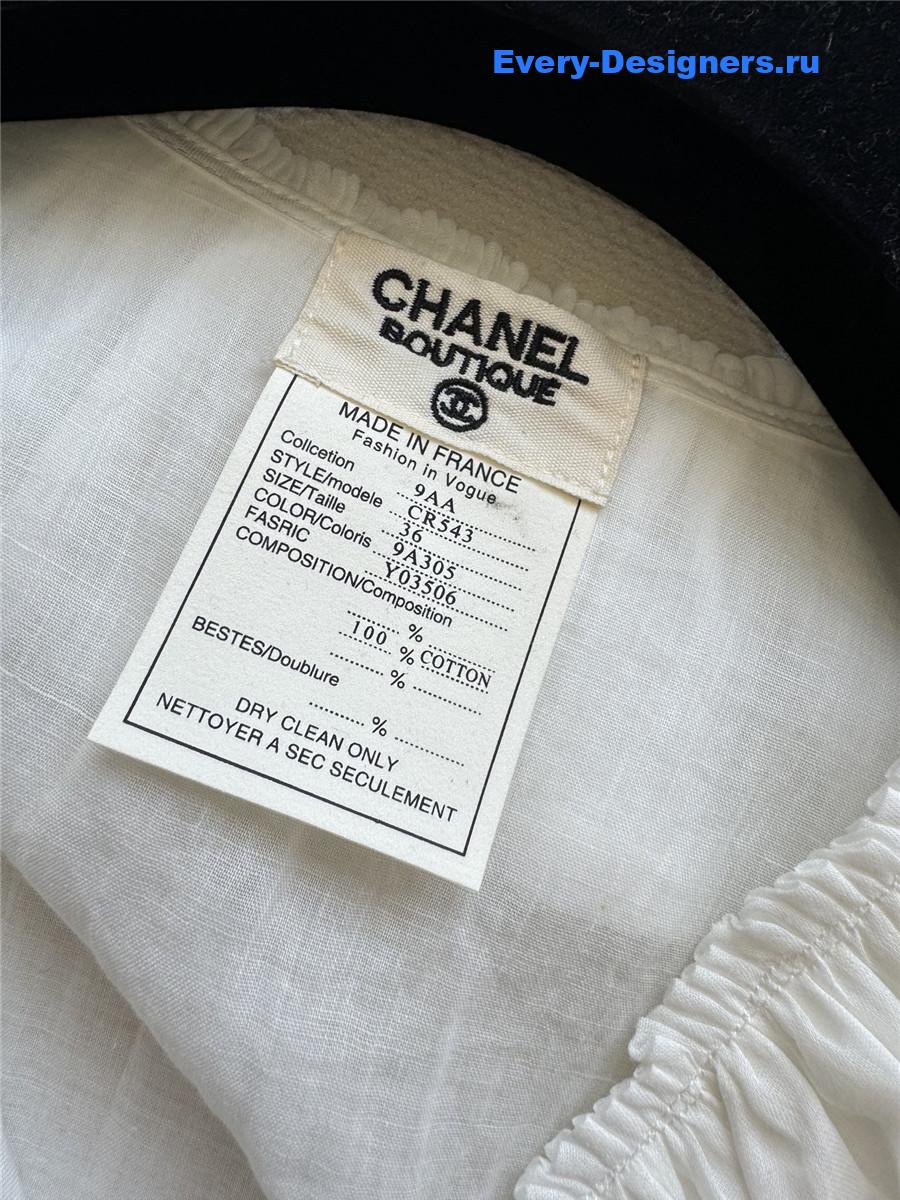 Every-Designers.ru
CHANEL
BOUTIQUE
MADE IN FRANCE
Fashion in Vogue
Collcetion 9AA
STYLE/modele CR543
SIZE/Taille 36
COLOR/Coloris 9A305
FASRIC Y03506
COMPOSITION/Composition
%
100 % COTTON
BESTES/Doublure %
%
DRY CLEAN ONLY
NETTOYER A SEC SECULEMENT